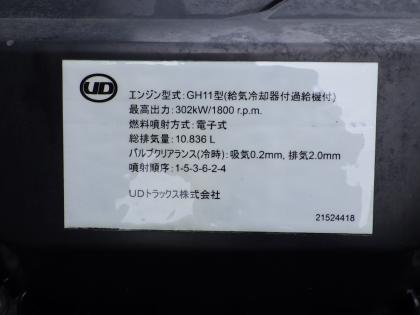 UD
エンジン型式:GH11型(給気冷却器付過給機付)
最高出力:302kW/1800 r.p.m.
燃料噴射方式:電子式
総排気量:10.836 L
バルブクリアランス(冷時):吸気0.2mm, 排気2.0mm
噴射順序:1-5-3-6-2-4
UDトラックス株式会社
21524418